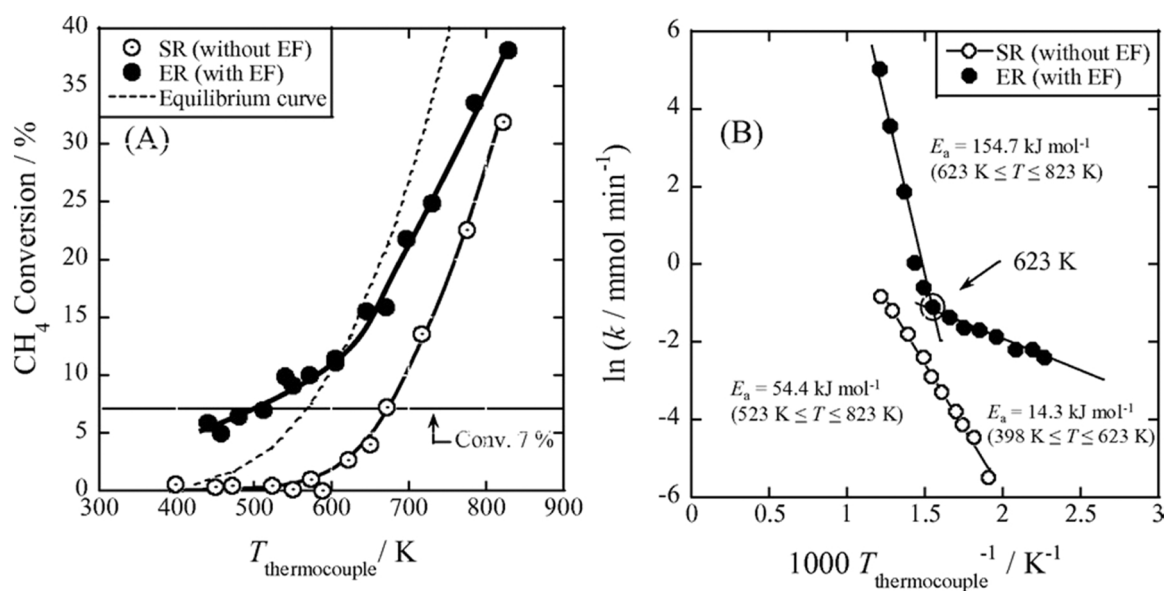 40
35
30
25
20
15
10
5
0
CH4 Conversion / %
SR (without EF)
ER (with EF)
Equilibrium curve
(A)
Conv. 7 %
300 400 500 600 700 800 900
Tthermocouple / K
6
4
2
0
-2
-4
-6
ln (k / mmol min-1)
SR (without EF)
ER (with EF)
(B)
Ea = 154.7 kJ mol-1
(623 K ≤ T ≤ 823 K)
623 K
Ea = 54.4 kJ mol-1
(523 K ≤ T ≤ 823 K)
Ea = 14.3 kJ mol-1
(398 K ≤ T ≤ 623 K)
0 0.5 1 1.5 2 2.5 3
1000 Tthermocouple-1 / K-1